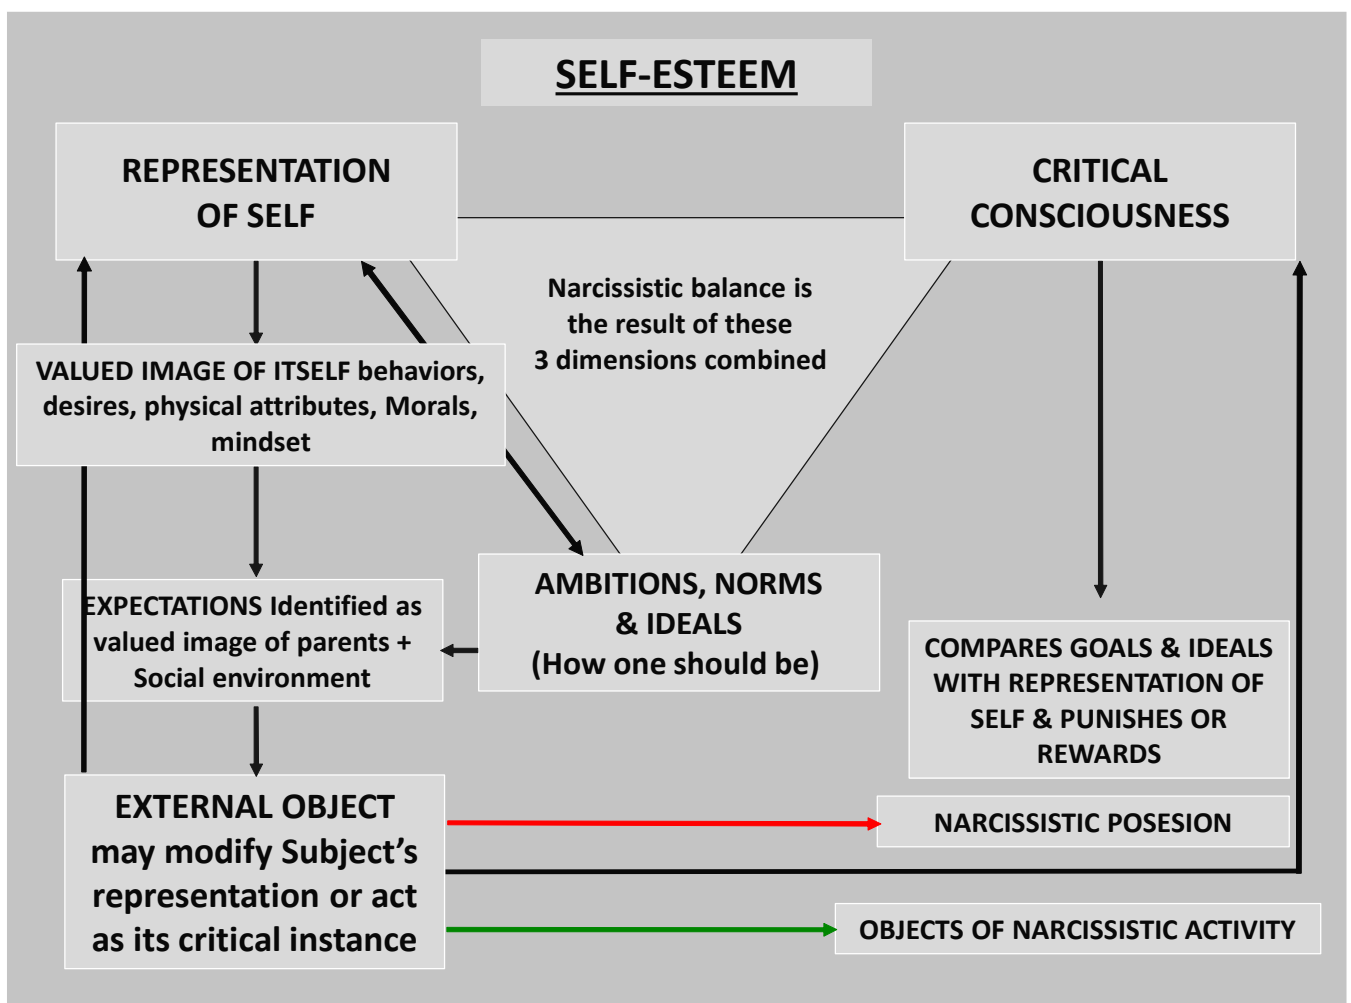 SELF-ESTEEM
REPRESENTATION
OF SELF
CRITICAL
CONSCIOUSNESS
Narcissistic balance is
the result of these
3 dimensions combined
VALUED IMAGE OF ITSELF behaviors,
desires, physical attributes, Morals,
mindset
EXPECTATIONS Identified as
valued image of parents +
Social environment
AMBITIONS, NORMS
& IDEALS
(How one should be)
COMPARES GOALS & IDEALS
WITH REPRESENTATION OF
SELF & PUNISHES OR
REWARDS
EXTERNAL OBJECT
may modify Subject's
representation or act
as its critical instance
NARCISSISTIC POSESION
OBJECTS OF NARCISSISTIC ACTIVITY